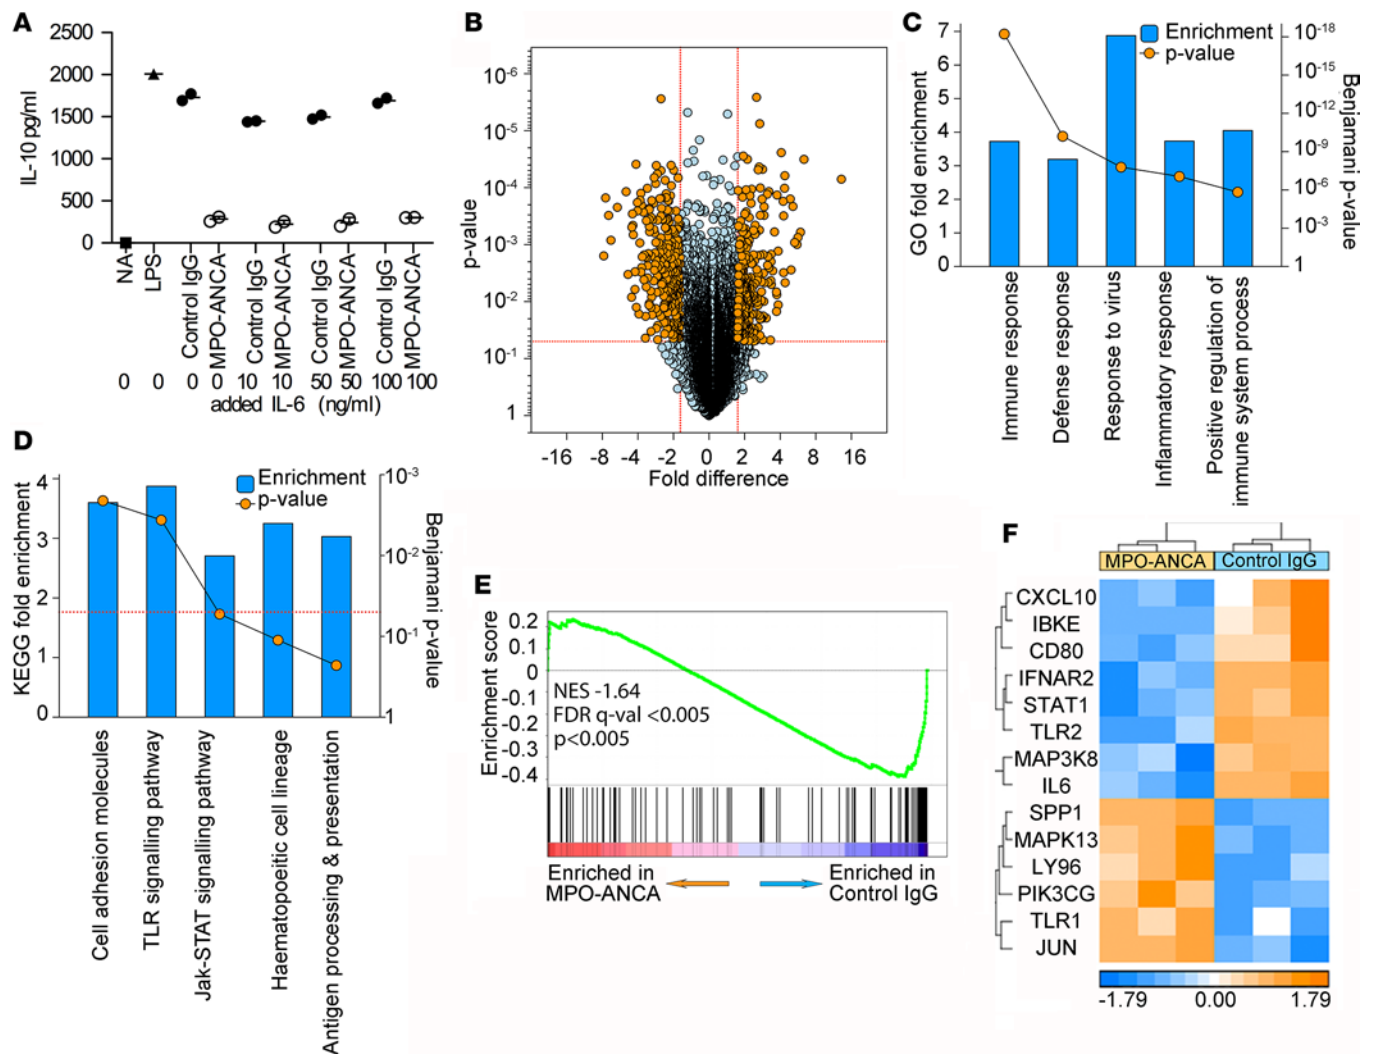 A
2500
2000
1500
1000
500
0
IL-10 pg/ml
NA
LPS
Control IgG
MPO-ANCA
Control IgG
MPO-ANCA
Control IgG
MPO-ANCA
Control IgG
MPO-ANCA
0 0 0 0 10 10 50 50 100 100
added IL-6 (ng/ml)
B
p-value
10-6
10-5
10-4
10-3
10-2
10-1
1
-16 -8 -4 -2 0 2 4 8 16
Fold difference
C
Enrichment
p-value
GO fold enrichment
7
6
5
4
3
2
1
0
10-18
10-15
10-12
10-9
10-6
10-3
1
Benjamani p-value
Immune response
Defense response
Response to virus
Inflammatory response
Positive regulation of
immune system process
D
Enrichment
p-value
KEGG fold enrichment
4
3
2
1
0
10-3
10-2
10-1
1
Benjamani p-value
Cell adhesion molecules
TLR signalling pathway
Jak-STAT signalling pathway
Haematopoeitic cell lineage
Antigen processing & presentation
E
Enrichment score
0.2
0.1
0
-0.1
-0.2
-0.3
-0.4
NES -1.64
FDR q-val <0.005
p<0.005
Enriched in
MPO-ANCA
Enriched in
Control IgG
F
MPO-ANCA Control IgG
CXCL10
IBKE
CD80
IFNAR2
STAT1
TLR2
MAP3K8
IL6
SPP1
MAPK13
LY96
PIK3CG
TLR1
JUN
-1.79 0.00 1.79